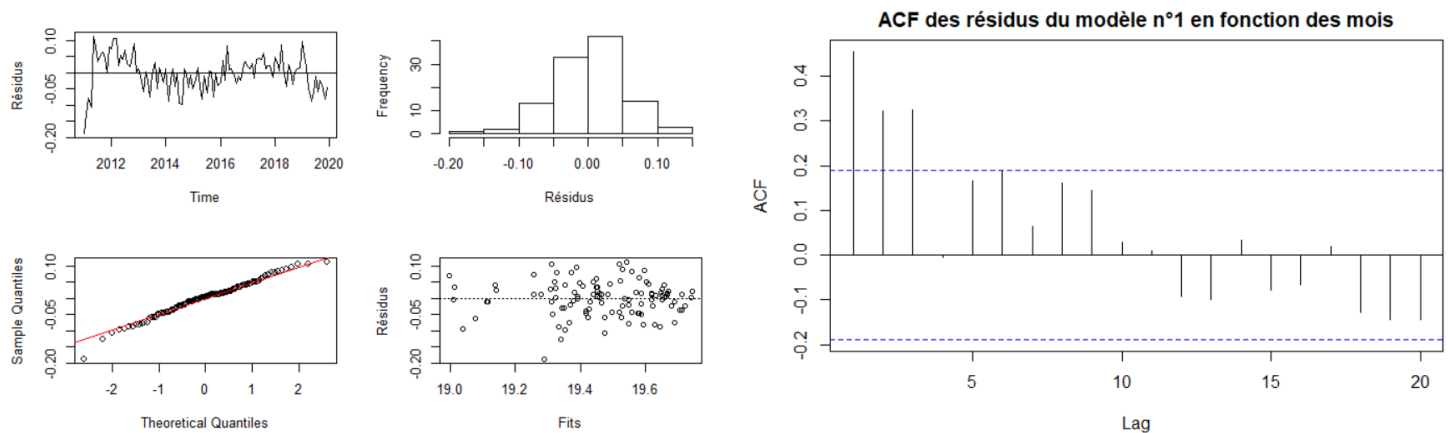 Résidus
0.10
-0.05
-0.20
2012 2014 2016 2018 2020
Time
Frequency
30
10
0
-0.20 -0.10 0.00 0.10
Résidus
Sample Quantiles
0.10
-0.05
-0.20
-2 -1 0 1 2
Theoretical Quantiles
Résidus
0.10
-0.05
-0.20
19.0 19.2 19.4 19.6
Fits
ACF des résidus du modèle n°1 en fonction des mois
ACF
0.4
0.3
0.2
0.1
0.0
-0.1
-0.2
5 10 15 20
Lag